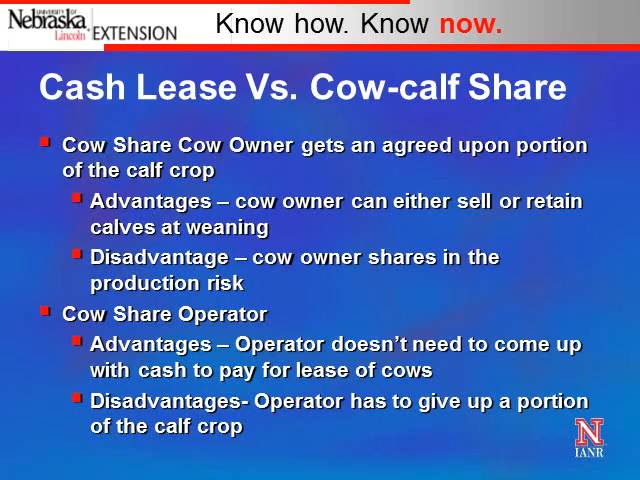 UNIVERSITY OF
Nebraska
Lincoln
EXTENSION
Know how. Know now.
Cash Lease Vs. Cow-calf Share
Cow Share Cow Owner gets an agreed upon portion
of the calf crop
Advantages – cow owner can either sell or retain
calves at weaning
Disadvantage – cow owner shares in the
production risk
Cow Share Operator
Advantages – Operator doesn’t need to come up
with cash to pay for lease of cows
Disadvantages- Operator has to give up a portion
of the calf crop
N
IANR